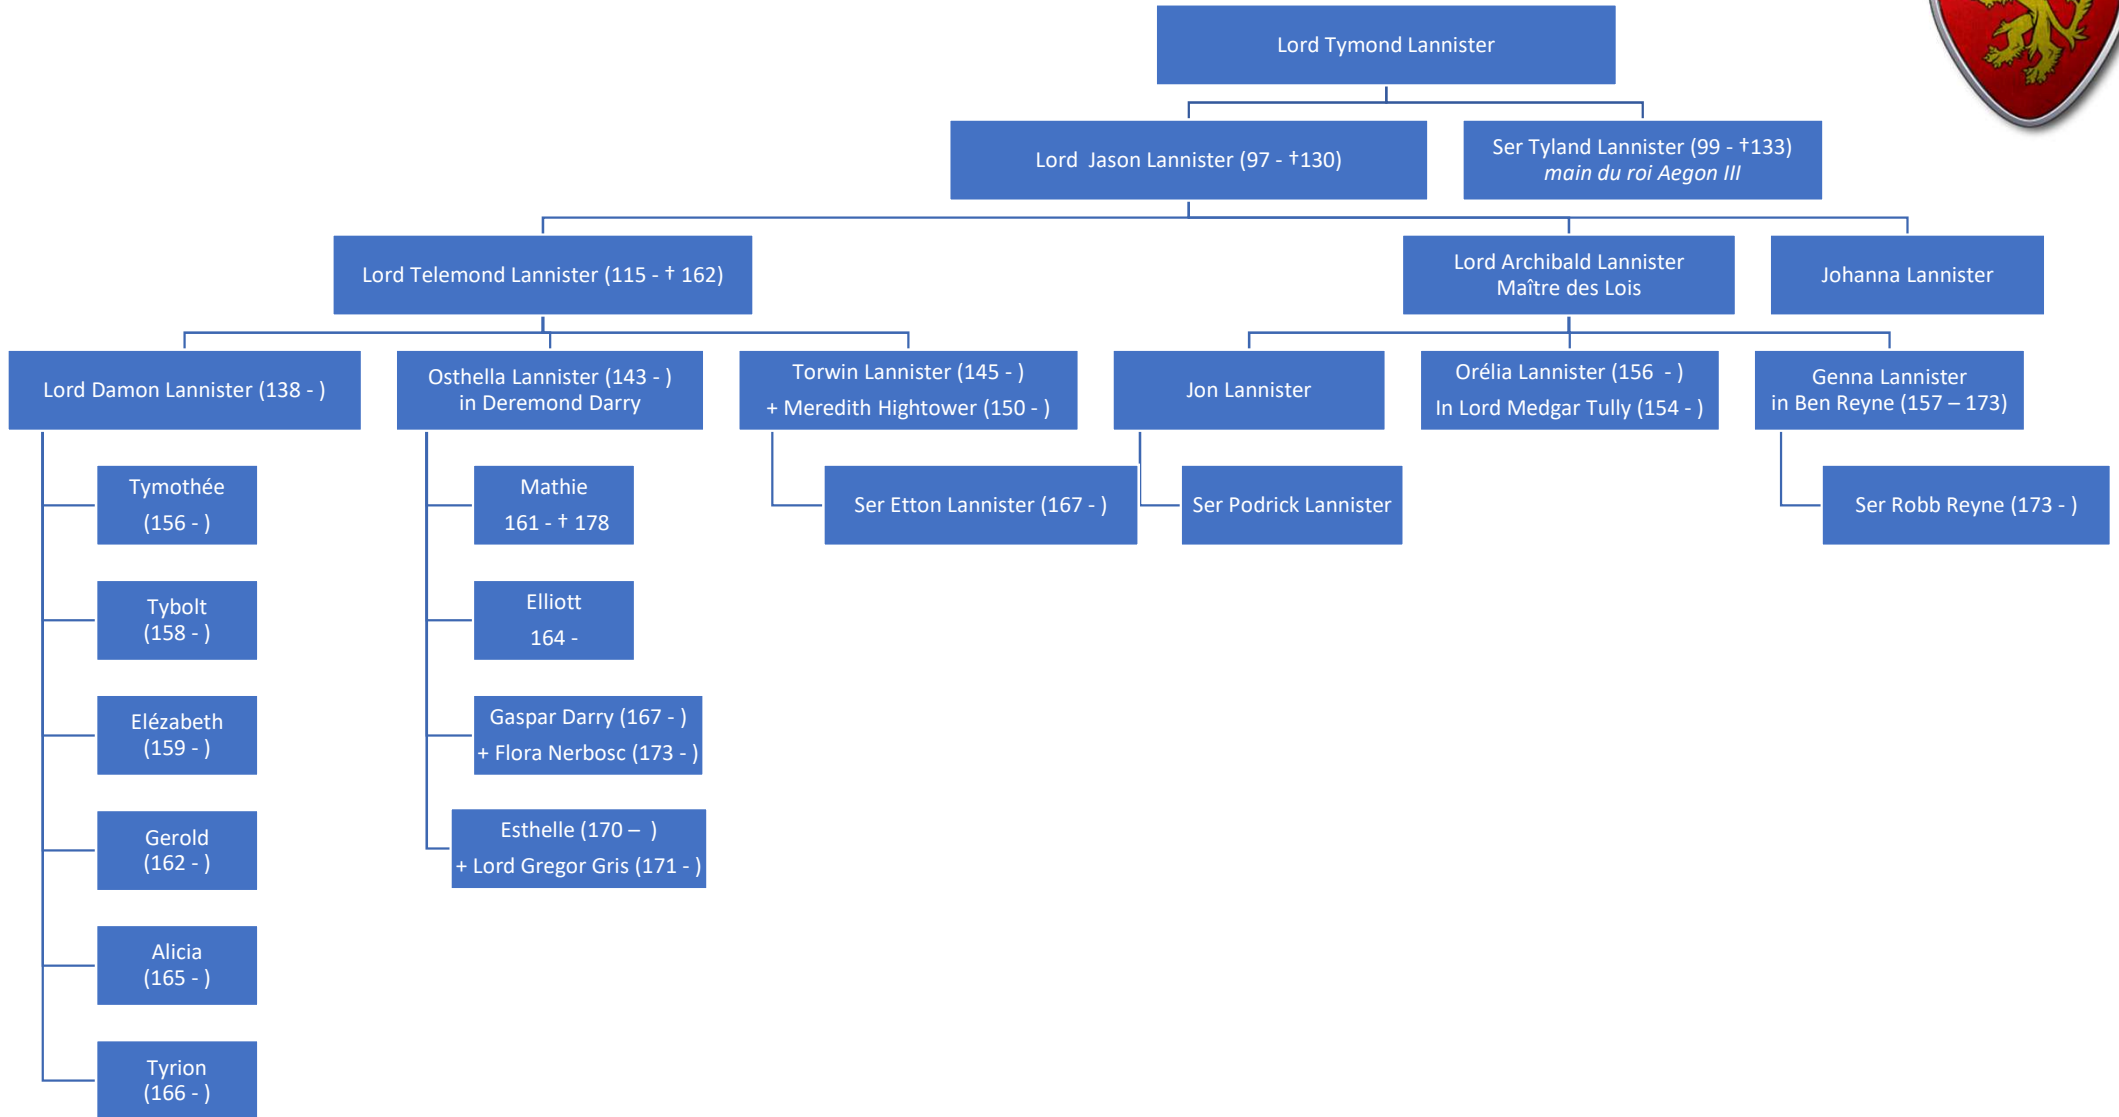 Lord Tymond Lannister
Lord  Jason Lannister (97 - †130)
Ser Tyland Lannister (99 - †133)
main du roi Aegon III
Lord Telemond Lannister (115 - † 162)
Lord Archibald Lannister
Maître des Lois
Johanna Lannister
Lord Damon Lannister (138 - )
Osthella Lannister (143 - )
in Deremond Darry
Torwin Lannister (145 - )
+ Meredith Hightower (150 - )
Jon Lannister
Orélia Lannister (156  - )
In Lord Medgar Tully (154 - )
Genna Lannister
in Ben Reyne (157 – 173)
Tymothée
(156 - )
Mathie
161 - † 178
Ser Etton Lannister (167 - )
Ser Podrick Lannister
Ser Robb Reyne (173 - )
Tybolt
(158 - )
Elliott
164 -
Elézabeth
(159 - )
Gaspar Darry (167 - )
+ Flora Nerbosc (173 - )
Gerold
(162 - )
Esthelle (170 –  )
+ Lord Gregor Gris (171 - )
Alicia
(165 - )
Tyrion
(166 - )